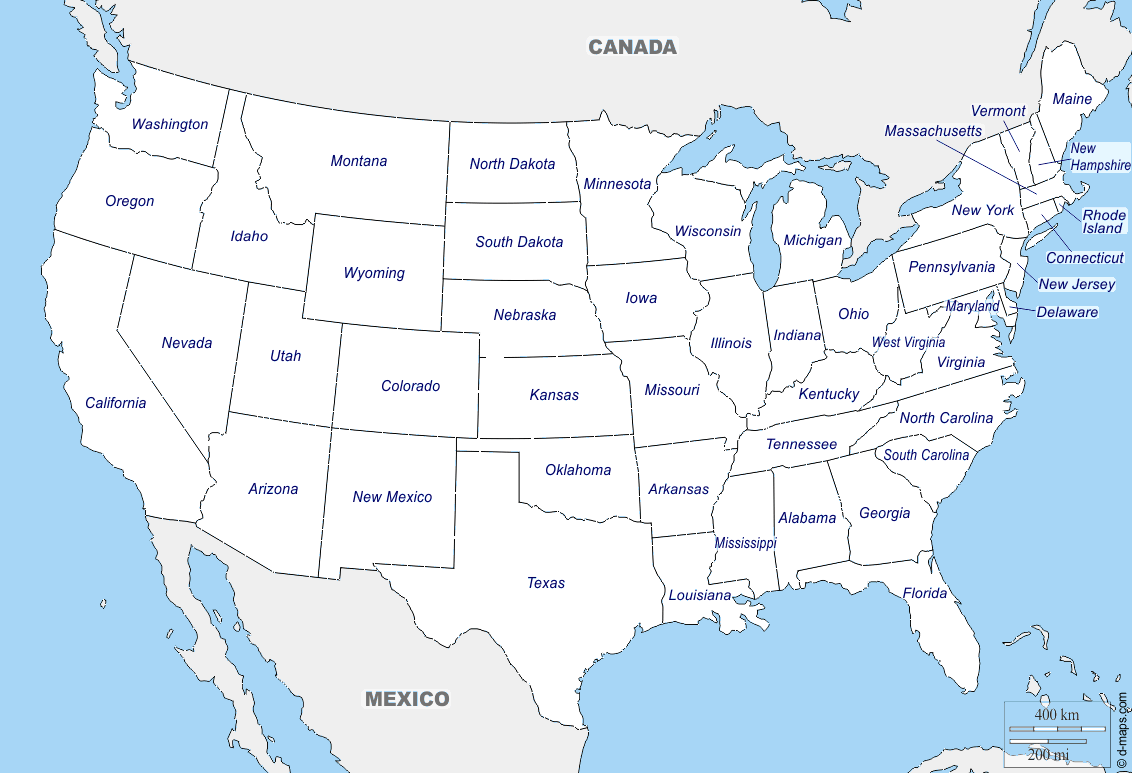 CANADA
Maine
Vermont
Massachusetts
Washington
New
Hampshire
Montana
North Dakota
Minnesota
Oregon
New York
Rhode
Island
Idaho
South Dakota
Wisconsin
Michigan
Connecticut
Wyoming
Pennsylvania
New Jersey
Iowa
Maryland
Delaware
Nebraska
Ohio
Nevada
Illinois
Indiana
West Virginia
Utah
Virginia
Colorado
Kansas
Missouri
Kentucky
California
North Carolina
Tennessee
South Carolina
Oklahoma
Arizona
New Mexico
Arkansas
Georgia
Alabama
Mississippi
Texas
Louisiana
Florida
MEXICO
400 km
200 mi
© d-maps.com